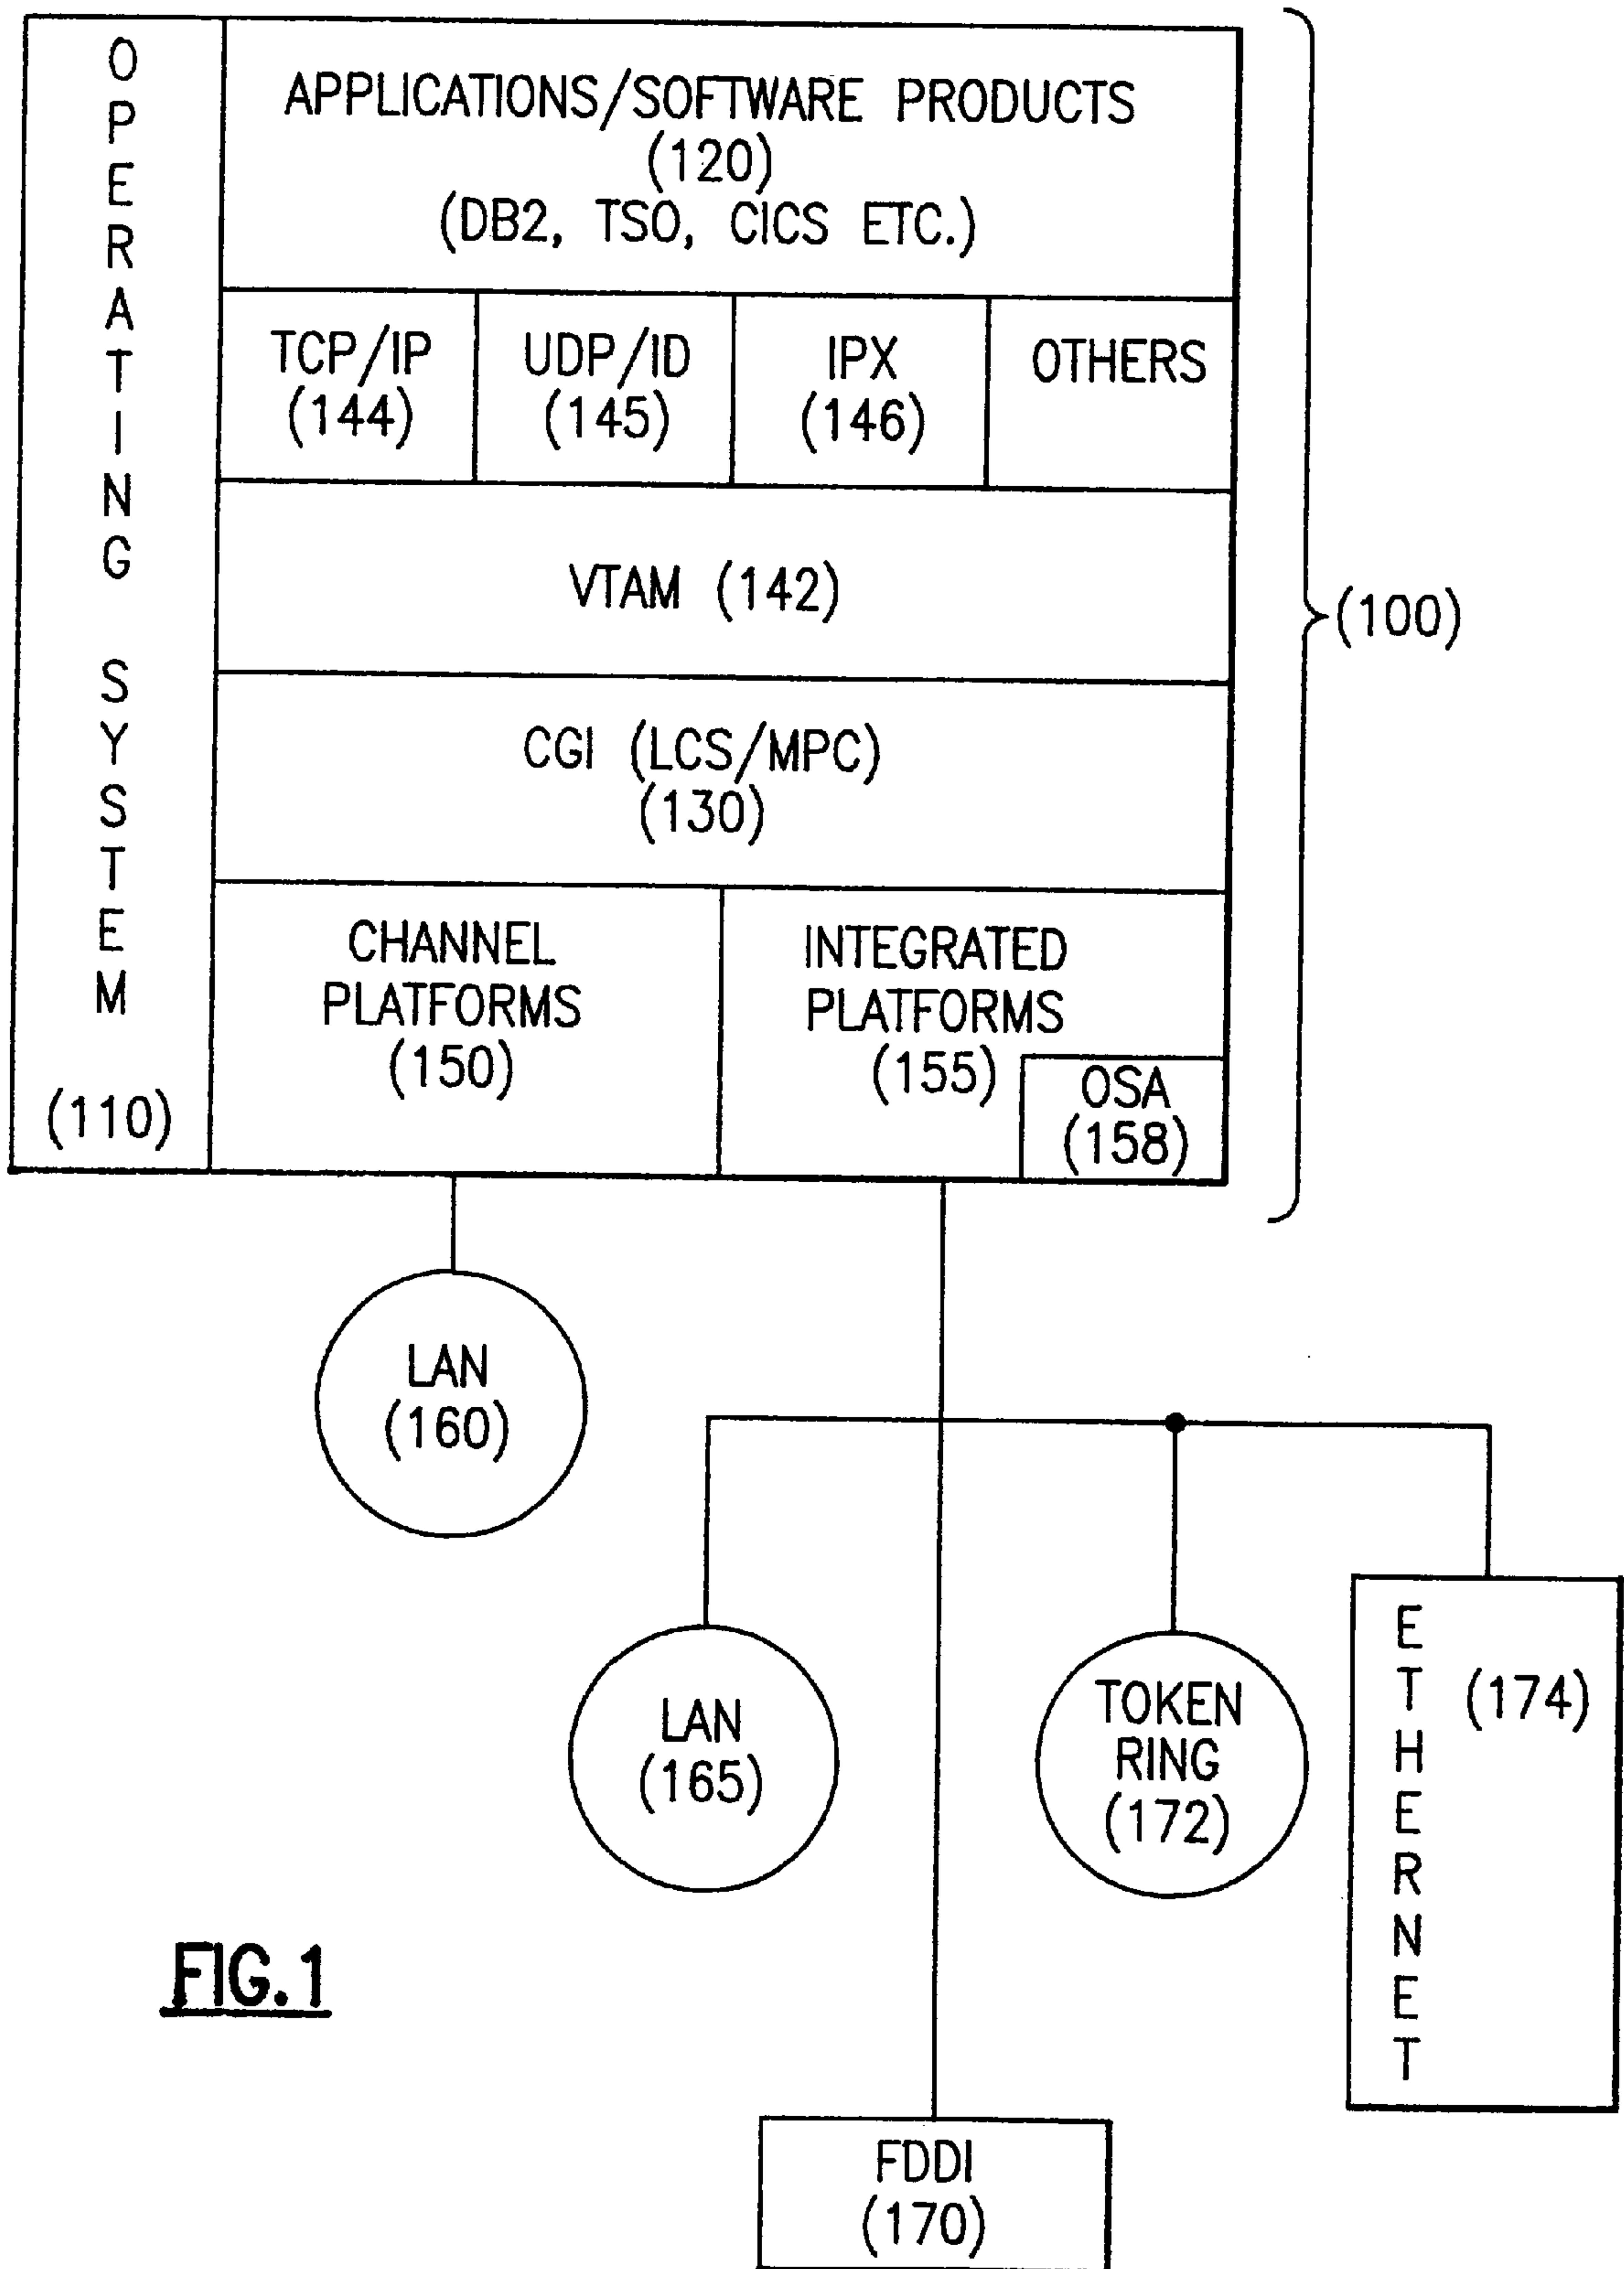 OPERATING SYSTEM
(110)
APPLICATIONS/SOFTWARE PRODUCTS
(120)
(DB2, TSO, CICS ETC.)
TCP/IP
(144)
UDP/ID
(145)
IPX
(146)
OTHERS
VTAM (142)
CGI (LCS/MPC)
(130)
CHANNEL
PLATFORMS
(150)
INTEGRATED
PLATFORMS
(155)
OSA
(158)
(100)
LAN
(160)
LAN
(165)
TOKEN
RING
(172)
ETHERNET
(174)
FDDI
(170)
FIG.1